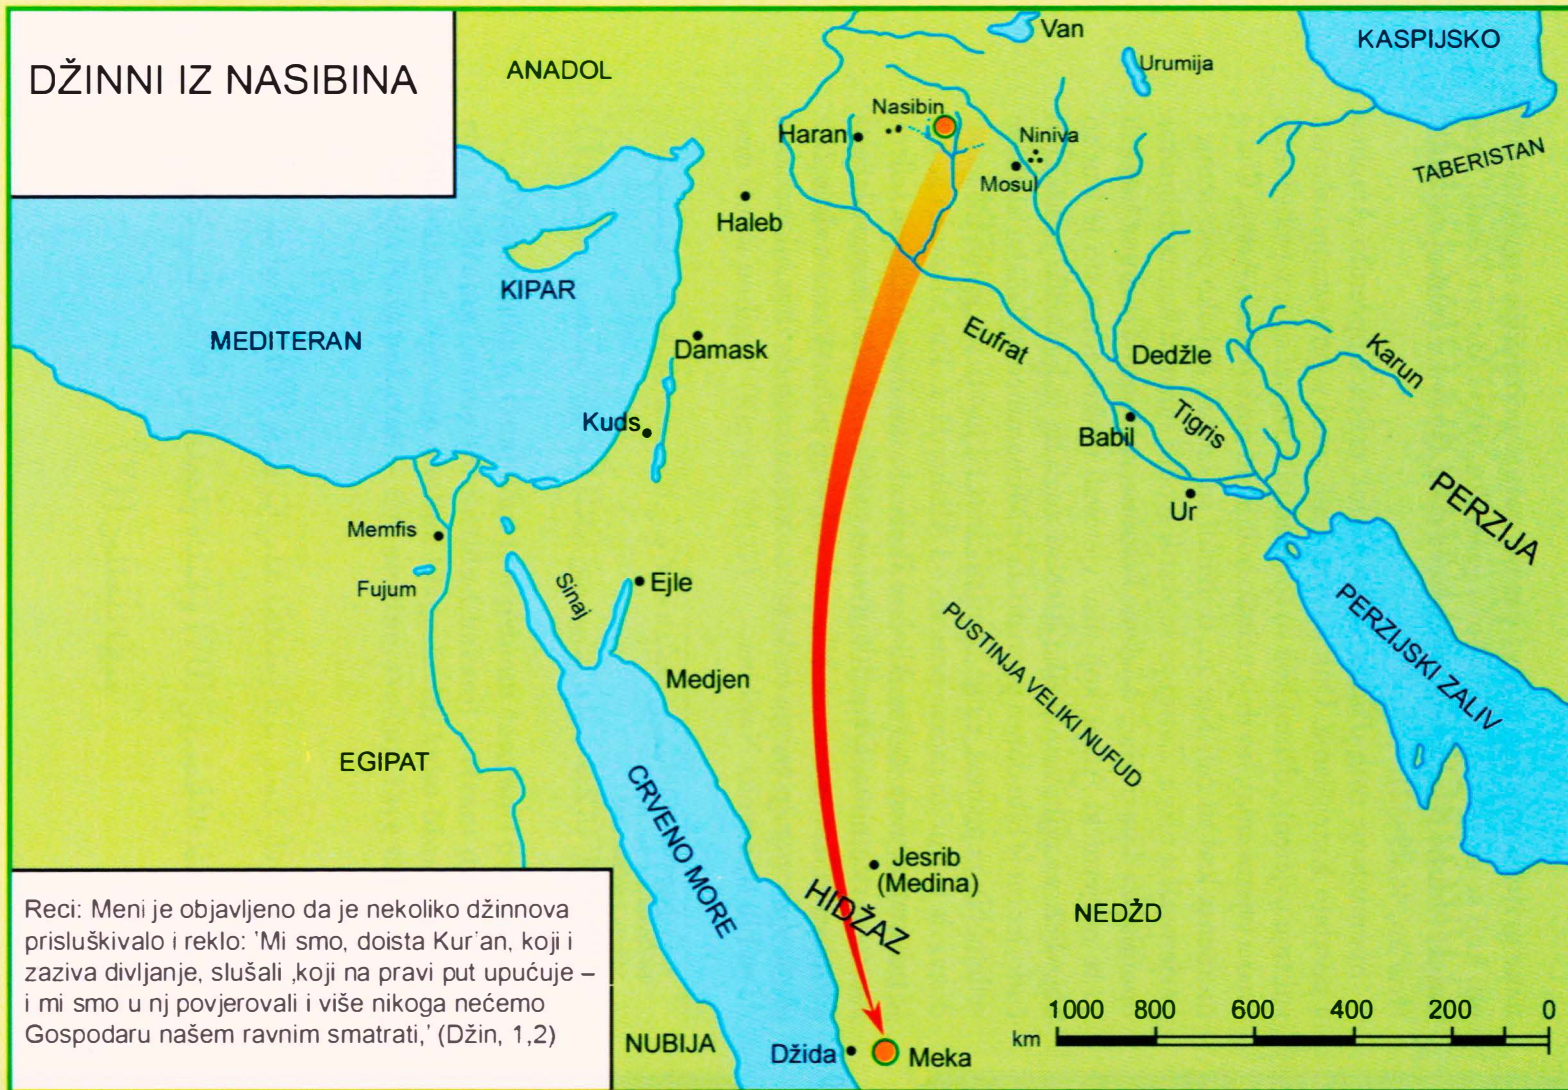 DŽINNI IZ NASIBINA
ANADOL
Van
Urumija
KASPIJSKO
TABERISTAN
Nasibin
Haran
Niniva
Mosul
Haleb
KIPAR
MEDITERAN
Damask
Eufrat
Dedžle
Karun
Kuds
Babil
Tigris
Ur
PERZIJA
Memfis
Fujum
Sinaj
Ejle
Medjen
PUSTINJA VELIKI NUFUD
PERZIJSKI ZALIV
EGIPAT
CRVENO MORE
Jesrib
(Medina)
HIDŽAZ
NEDŽD
Reci: Meni je objavljeno da je nekoliko džinnova
prisluškivalo i reklo: 'Mi smo, doista Kur'an, koji i
zaziva divljanje, slušali ,koji na pravi put upućuje –
i mi smo u nj povjerovali i više nikoga nećemo
Gospodaru našem ravnim smatrati,' (Džin, 1,2)
NUBIJA
Džida
Meka
km
1000 800 600 400 200 0